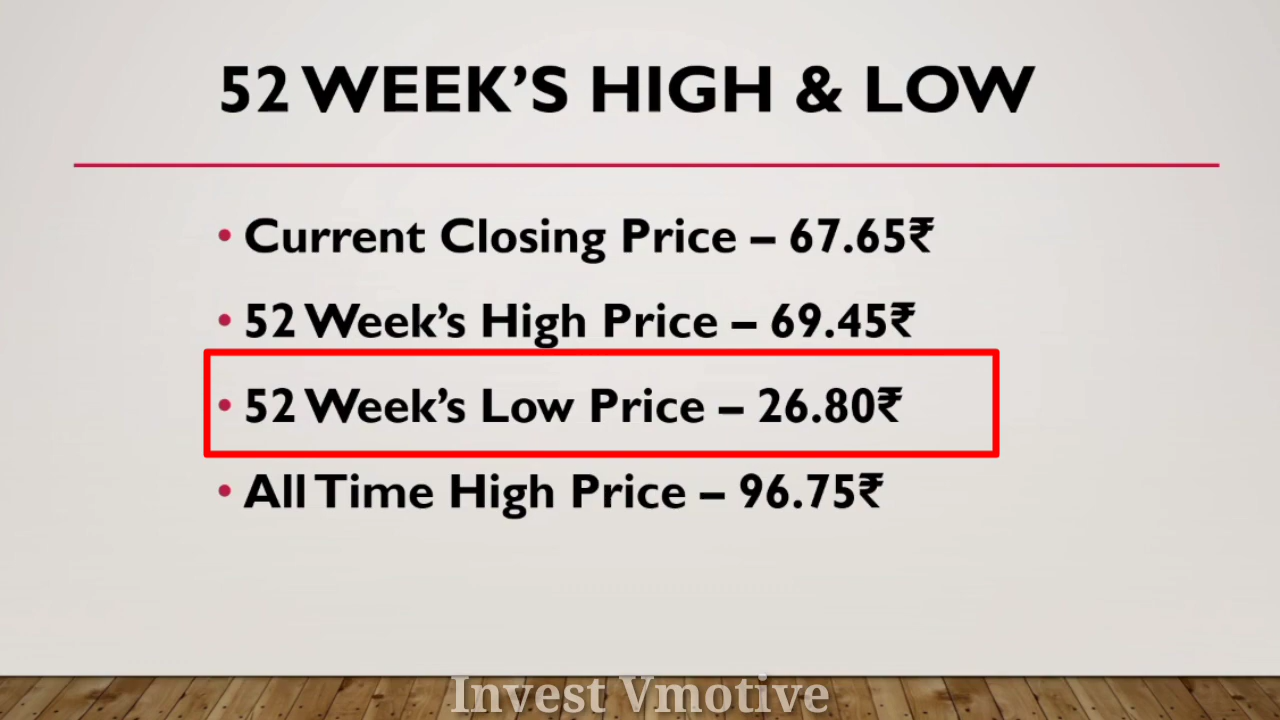 52 WEEK’S HIGH & LOW
• Current Closing Price – 67.65₹
• 52 Week’s High Price – 69.45₹
• 52 Week’s Low Price – 26.80₹
• All Time High Price – 96.75₹
Invest Vmotive